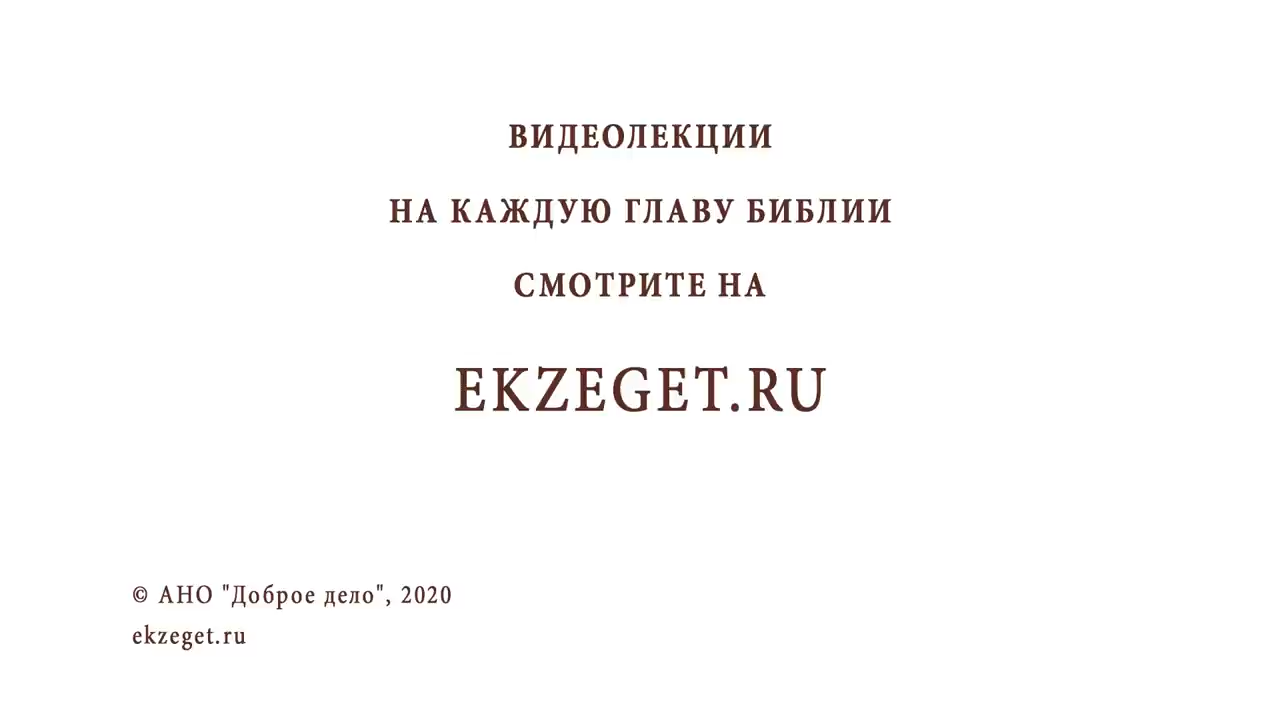 ВИДЕОЛЕКЦИИ
НА КАЖДУЮ ГЛАВУ БИБЛИИ
СМОТРИТЕ НА
EKZEGET.RU
© АНО "Доброе дело", 2020
ekzeget.ru